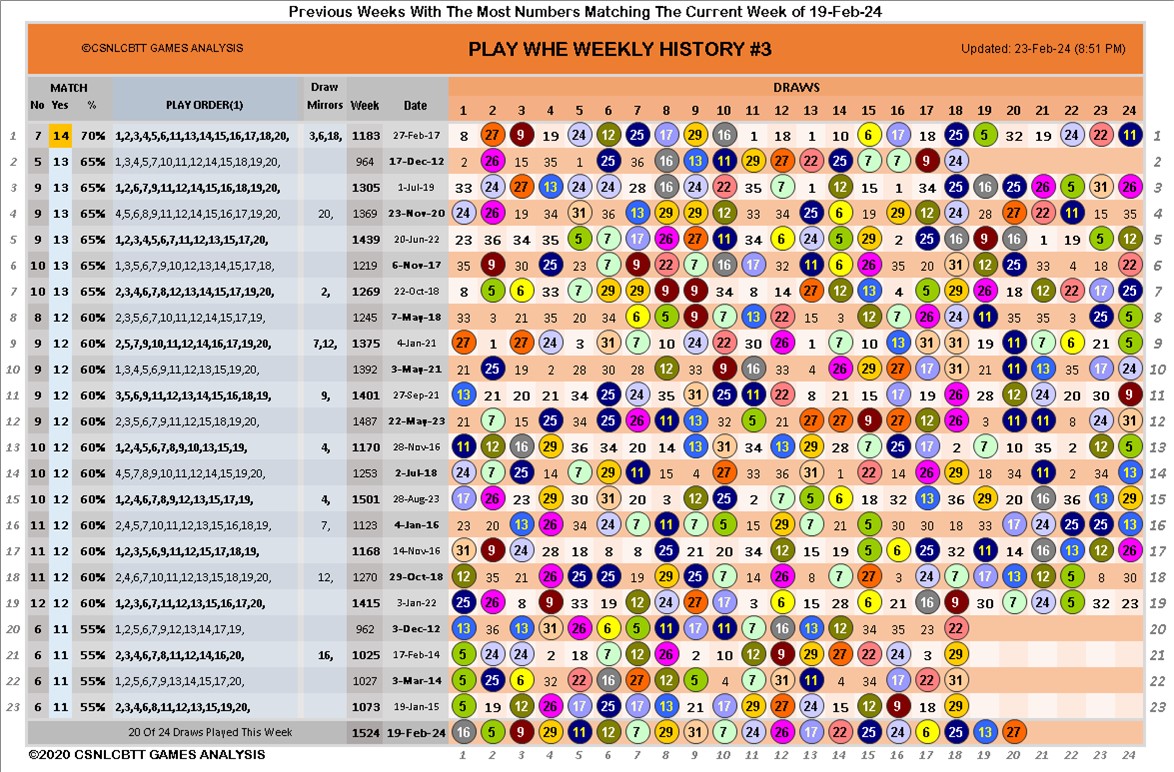 Previous Weeks With The Most Numbers Matching The Current Week of 19-Feb-24
©CSNLCBTT GAMES ANALYSIS PLAY WHE WEEKLY HISTORY #3 Updated: 23-Feb-24 (8:51 PM)
MATCH Draw DRAWS
No Yes % PLAY ORDER(1) Mirrors Week Date 1 2 3 4 5 6 7 8 9 10 11 12 13 14 15 16 17 18 19 20 21 22 23 24
1 7 14 70% 1,2,3,4,5,6,11,13,14,15,16,17,18,20, 3,6,18, 1183 27-Feb-17 8 27 9 19 24 12 25 17 29 16 1 18 1 10 6 17 18 25 5 32 19 24 22 11 1
2 5 13 65% 1,3,4,5,7,10,11,12,14,15,18,19,20, 964 17-Dec-12 2 26 15 35 1 25 36 16 13 11 29 27 22 25 7 7 9 24 2
3 9 13 65% 1,2,6,7,9,11,12,14,15,16,18,19,20, 1305 1-Jul-19 33 24 27 13 24 24 28 16 24 22 35 7 1 12 15 1 34 25 16 25 26 5 31 26 3
4 9 13 65% 4,5,6,8,9,11,12,14,15,16,17,19,20, 20, 1369 23-Nov-20 24 26 19 34 31 36 13 29 29 12 33 34 25 6 19 29 12 24 28 27 22 11 15 35 4
5 9 13 65% 1,2,3,4,5,6,7,11,12,13,15,17,20, 1439 20-Jun-22 23 36 34 35 5 7 17 26 27 11 34 6 24 5 29 2 25 16 9 16 1 19 5 12 5
6 10 13 65% 1,3,5,6,7,9,10,12,13,14,15,17,18, 1219 6-Nov-17 35 9 30 25 23 7 9 22 7 16 17 32 11 6 26 35 20 31 12 25 33 4 18 22 6
7 10 13 65% 2,3,4,6,7,8,12,13,14,15,17,19,20, 2, 1269 22-Oct-18 8 5 6 33 7 29 29 9 9 34 8 14 27 12 13 4 5 29 26 18 12 22 17 25 7
8 8 12 60% 2,3,5,6,7,10,11,12,13,15,17,18, 1245 7-May-18 33 3 21 35 20 34 6 5 9 7 13 22 15 3 12 7 26 24 11 35 35 3 25 5 8
9 9 12 60% 2,5,7,9,10,11,12,14,16,17,19,20, 7,12, 1375 4-Jan-21 27 1 27 24 3 31 7 10 24 22 30 26 1 7 10 13 31 31 19 11 7 6 21 5 9
10 9 12 60% 1,3,4,5,6,9,11,12,13,15,19,20, 1392 3-May-21 21 25 19 2 28 30 28 12 33 9 16 33 4 26 29 27 17 31 21 11 13 35 17 24 10
11 9 12 60% 3,5,6,9,11,12,13,14,15,16,18,19, 9, 1401 27-Sep-21 13 21 20 21 34 25 24 35 31 25 11 22 8 21 15 17 19 26 28 12 24 20 30 9 11
12 9 12 60% 2,3,5,6,7,9,11,12,15,18,19,20, 1487 22-May-23 21 7 15 25 34 25 26 11 13 32 5 21 27 27 9 27 12 26 3 11 11 8 24 31 12
13 10 12 60% 1,2,4,5,6,7,8,9,10,13,15,19, 4, 1170 28-Nov-16 11 12 16 29 36 34 20 14 13 31 34 13 29 28 7 25 17 2 7 10 35 2 12 5 13
14 10 12 60% 4,5,7,8,9,10,11,12,14,15,19,20, 1253 2-Jul-18 24 7 25 14 7 29 11 15 4 27 33 36 31 1 22 14 26 29 18 34 11 2 34 13 14
15 10 12 60% 1,2,4,6,7,8,9,12,13,15,17,19, 4, 1501 28-Aug-23 17 26 23 29 20 31 20 3 12 25 2 7 5 6 18 32 13 36 29 20 16 36 13 29 15
16 11 12 60% 2,4,5,7,10,11,12,13,15,16,18,19, 7, 1123 4-Jan-16 23 20 13 26 34 24 7 11 7 5 15 29 7 21 5 30 30 18 33 17 24 25 25 13 16
17 11 12 60% 1,2,3,5,6,9,11,12,15,17,18,19, 1168 14-Nov-16 31 9 24 28 18 8 8 25 21 20 34 12 15 19 5 6 25 32 11 14 16 13 12 26 17
18 11 12 60% 2,4,6,7,10,11,12,13,15,18,19,20, 12, 1270 29-Oct-18 12 35 21 26 25 25 19 29 25 7 14 26 8 7 27 3 24 7 17 13 12 5 8 30 18
19 12 12 60% 1,2,3,6,7,11,12,13,15,16,17,20, 1415 3-Jan-22 25 26 8 9 33 19 12 24 27 17 3 6 15 28 6 21 16 9 30 7 24 5 32 23 19
20 6 11 55% 1,2,5,6,7,9,12,13,14,17,19, 962 3-Dec-12 13 36 13 31 26 6 5 11 17 11 7 16 13 12 34 35 23 22 20
21 6 11 55% 2,3,4,6,7,8,11,12,14,16,20, 16, 1025 17-Feb-14 5 24 24 2 18 7 12 26 2 10 12 9 29 27 22 24 3 29 21
22 6 11 55% 1,2,5,6,7,9,13,14,15,17,20, 1027 3-Mar-14 5 25 6 32 22 16 27 12 5 4 7 31 11 4 34 17 22 31 22
23 6 11 55% 2,3,4,6,8,11,12,13,15,19,20, 1073 19-Jan-15 5 19 12 26 17 25 17 13 21 17 29 27 24 15 12 9 18 29 23
20 Of 24 Draws Played This Week 1524 19-Feb-24 16 5 9 29 11 12 7 29 31 7 22 26 24 17 25 24 6 25 13 27
©2020 CSNLCBTT GAMES ANALYSIS 1 2 3 4 5 6 7 8 9 10 11 12 13 14 15 16 17 18 19 20 21 22 23 24